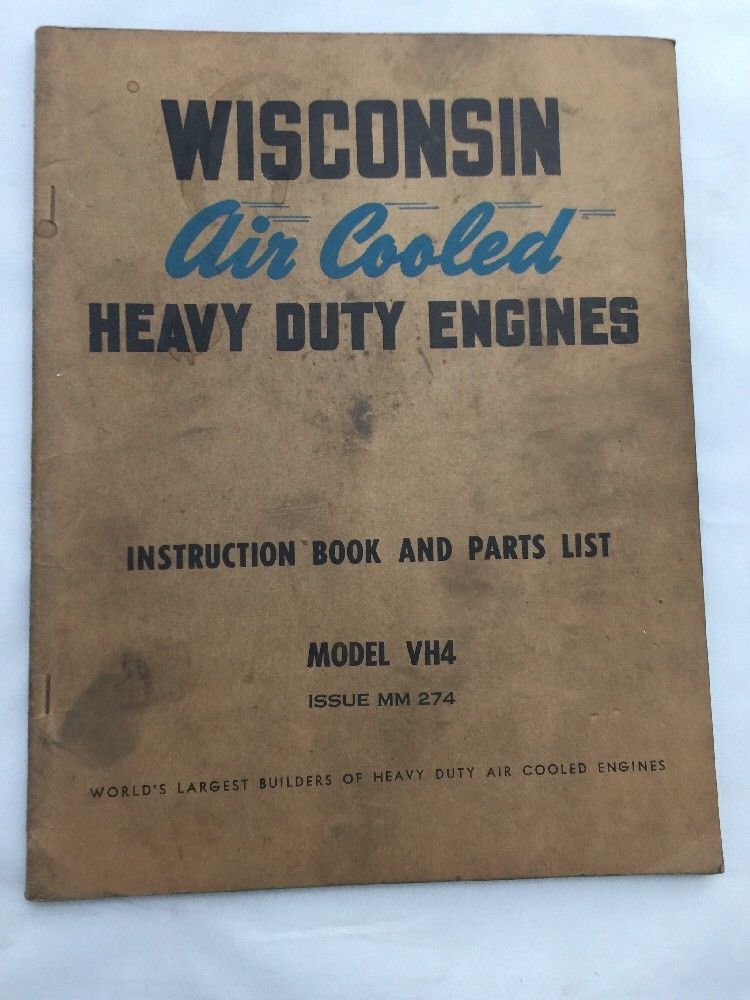 WISCONSIN
Air Cooled
HEAVY DUTY ENGINES
INSTRUCTION BOOK AND PARTS LIST
MODEL VH4
ISSUE MM 274
WORLD'S LARGEST BUILDERS OF HEAVY DUTY AIR COOLED ENGINES